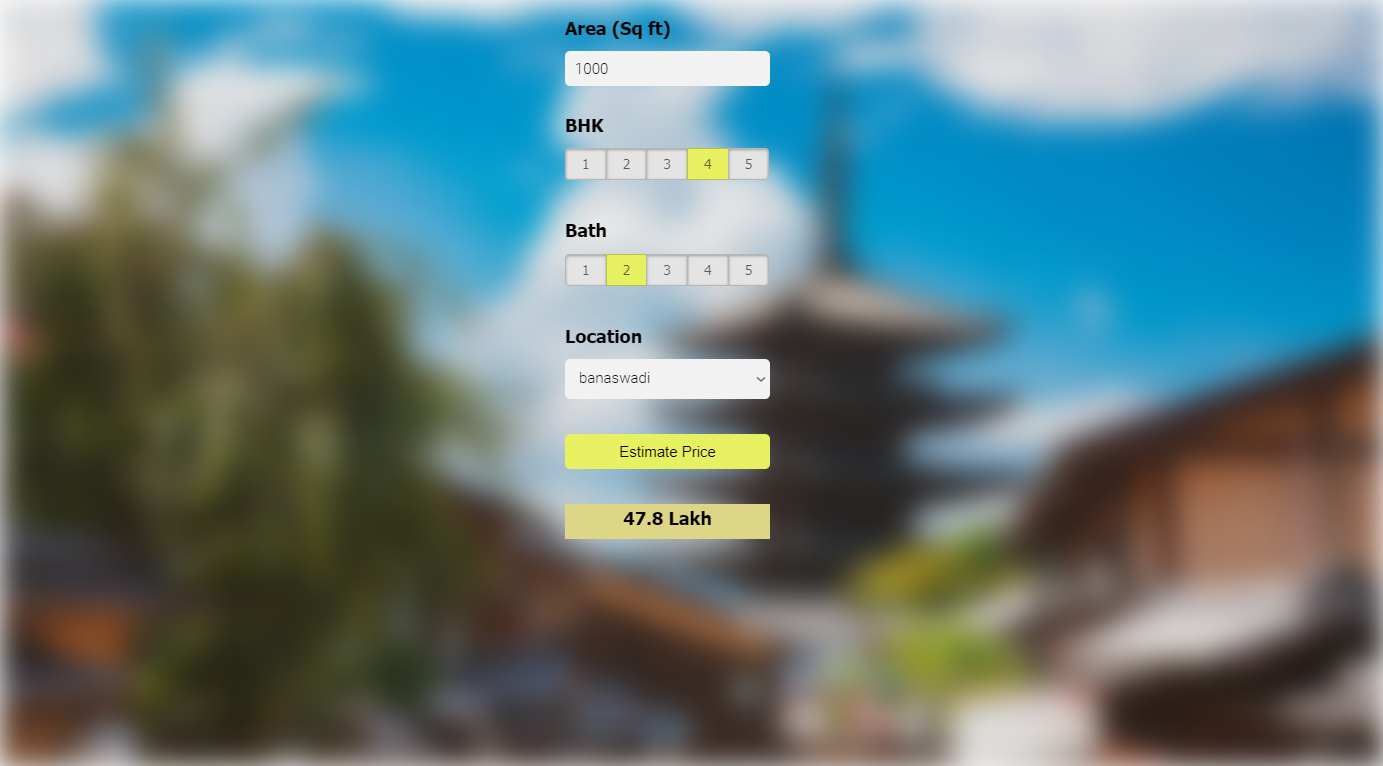 Area (Sq ft)
1000
BHK
1 2 3 4 5
Bath
1 2 3 4 5
Location
banaswadi
Estimate Price
47.8 Lakh